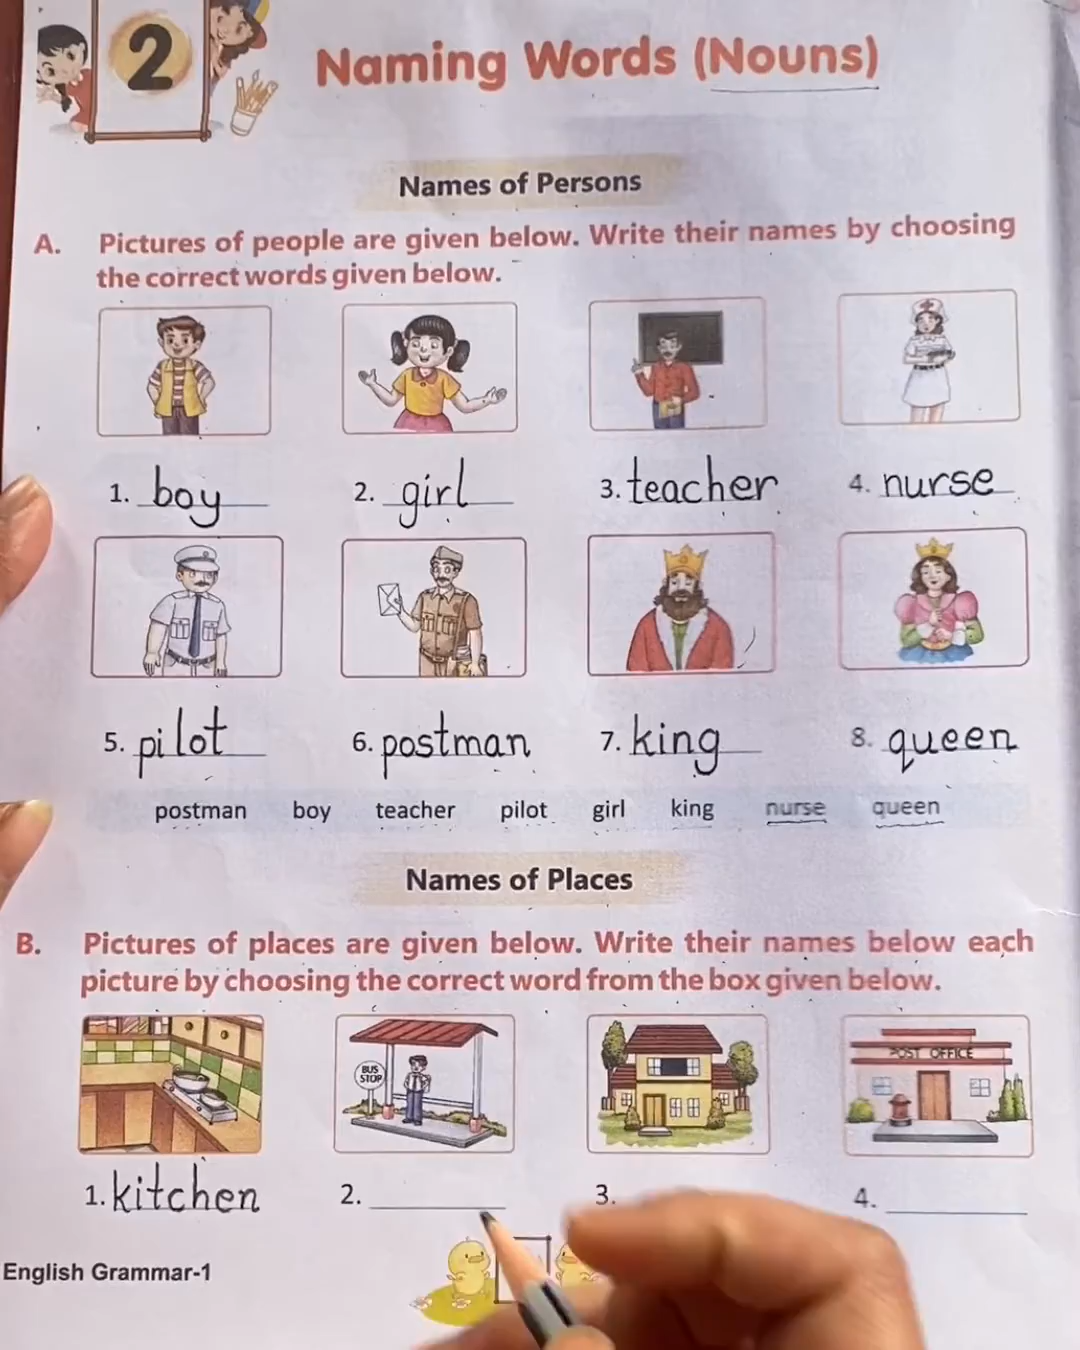 2
Naming Words (Nouns)
Names of Persons
A. Pictures of people are given below. Write their names by choosing
the correct words given below.
1. boy 2. girl 3. teacher 4. nurse
5. pilot 6. postman 7. king 8. queen
postman boy teacher pilot girl king nurse queen
Names of Places
B. Pictures of places are given below. Write their names below each
picture by choosing the correct word from the box given below.
BUS
STOP
POST OFFICE
1. kitchen 2. 3. 4.
English Grammar-1